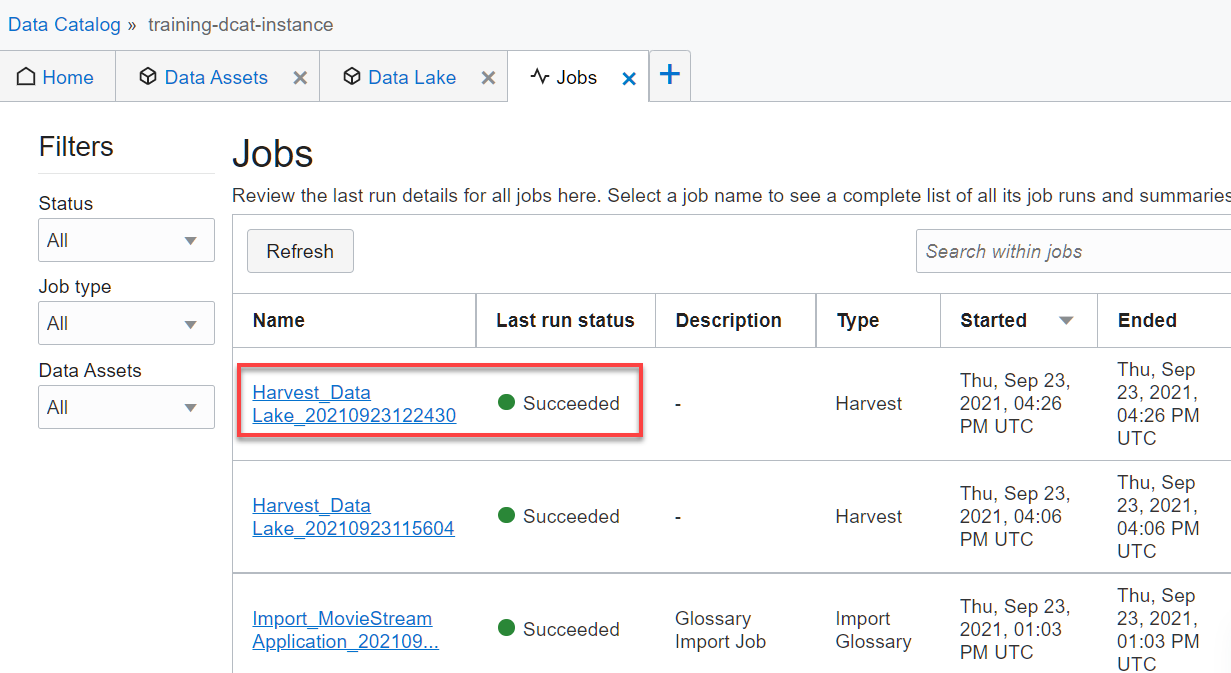 Data Catalog » training-dcat-instance
Home Data Assets Data Lake Jobs
Filters
Status
All
Job type
All
Data Assets
All
Jobs
Review the last run details for all jobs here. Select a job name to see a complete list of all its job runs and summaries
Refresh
Search within jobs
Name Last run status Description Type Started Ended
Harvest_Data
Lake_20210923122430
Succeeded
-
Harvest
Thu, Sep 23,
2021, 04:26
PM UTC
Thu, Sep
23, 2021,
04:26 PM
UTC
Harvest_Data
Lake_20210923115604
Succeeded
-
Harvest
Thu, Sep 23,
2021, 04:06
PM UTC
Thu, Sep
23, 2021,
04:06 PM
UTC
Import_MovieStream
Application_202109...
Succeeded
Glossary
Import Job
Import
Glossary
Thu, Sep 23,
2021, 01:03
PM UTC
Thu, Sep
23, 2021,
01:03 PM
UTC